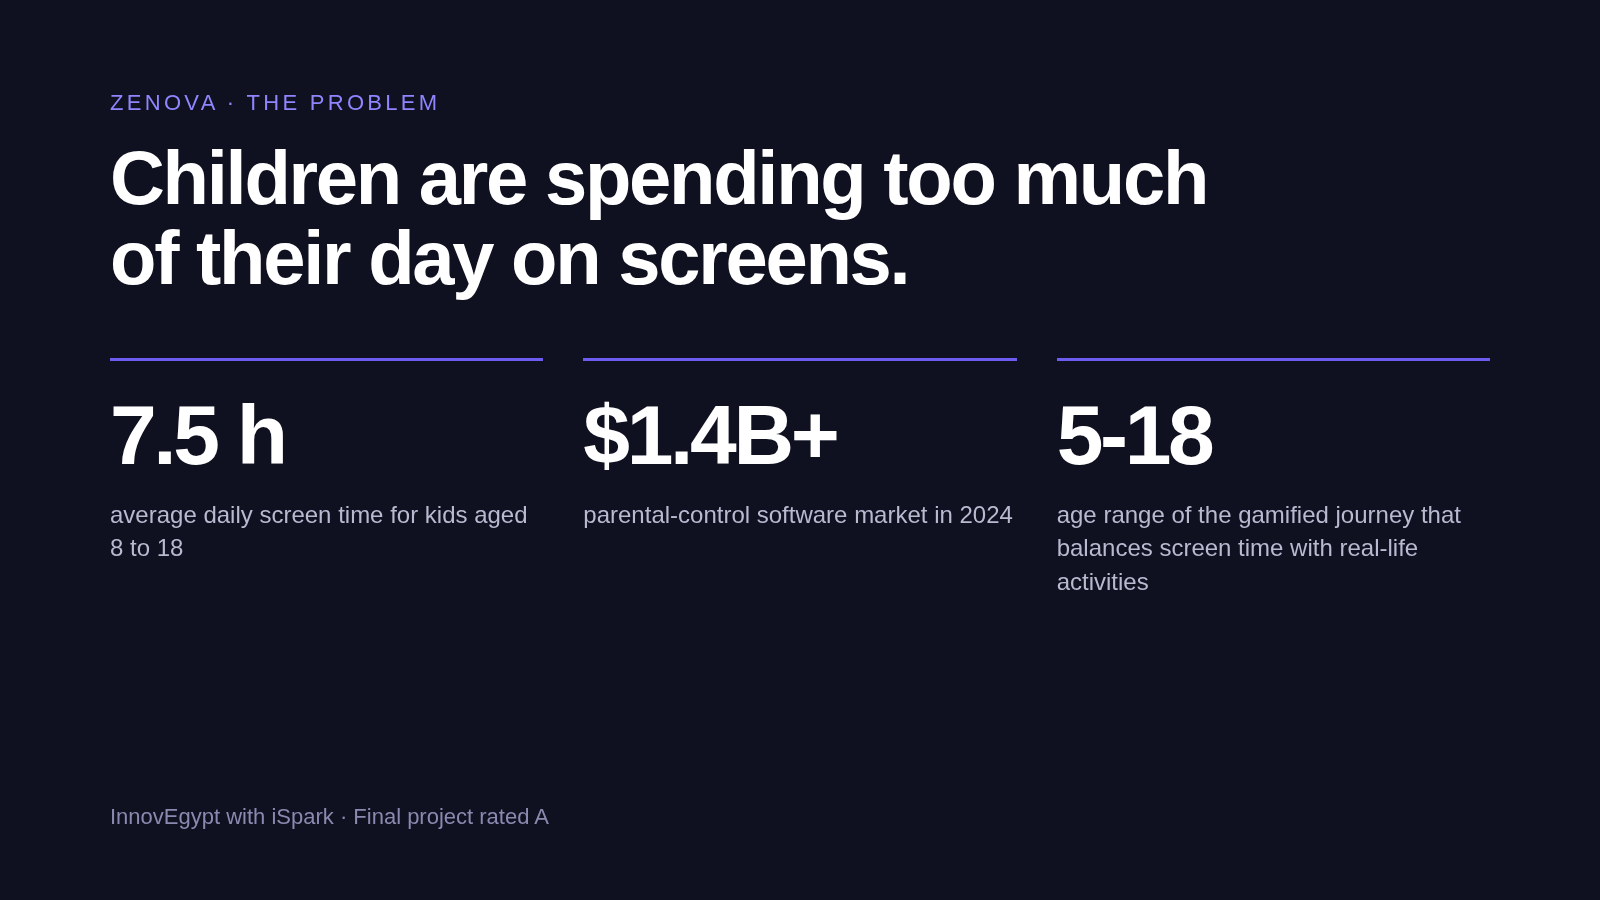 ZENOVA · THE PROBLEM
Children are spending too much
of their day on screens.
7.5 h
average daily screen time for kids aged
8 to 18
$1.4B+
parental-control software market in 2024
5-18
age range of the gamified journey that
balances screen time with real-life
activities
InnovEgypt with iSpark · Final project rated A